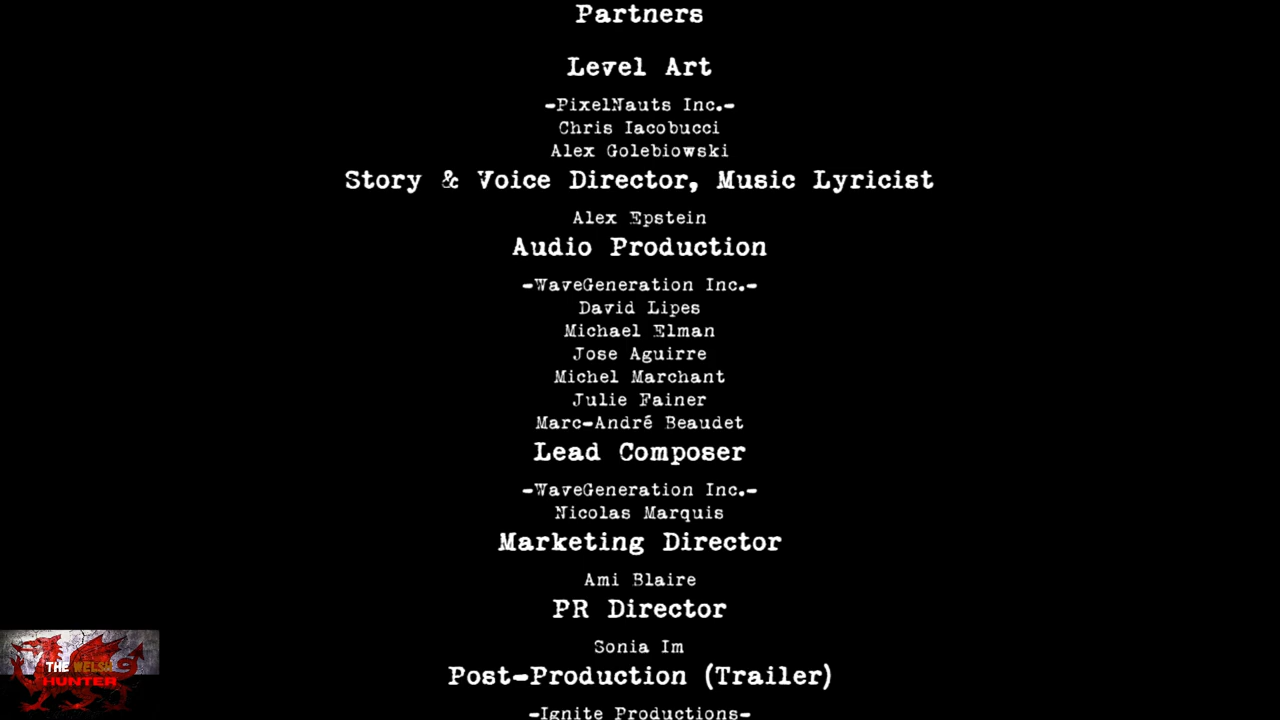 Partners
Level Art
-PixelNauts Inc.-
Chris Iacobucci
Alex Golebiowski
Story & Voice Director, Music Lyricist
Alex Epstein
Audio Production
-WaveGeneration Inc.-
David Lipes
Michael Elman
Jose Aguirre
Michel Marchant
Julie Fainer
Marc-André Beaudet
Lead Composer
-WaveGeneration Inc.-
Nicolas Marquis
Marketing Director
Ami Blaire
PR Director
Sonia Im
Post-Production (Trailer)
-Ignite Productions-
THE WELSH
HUNTER